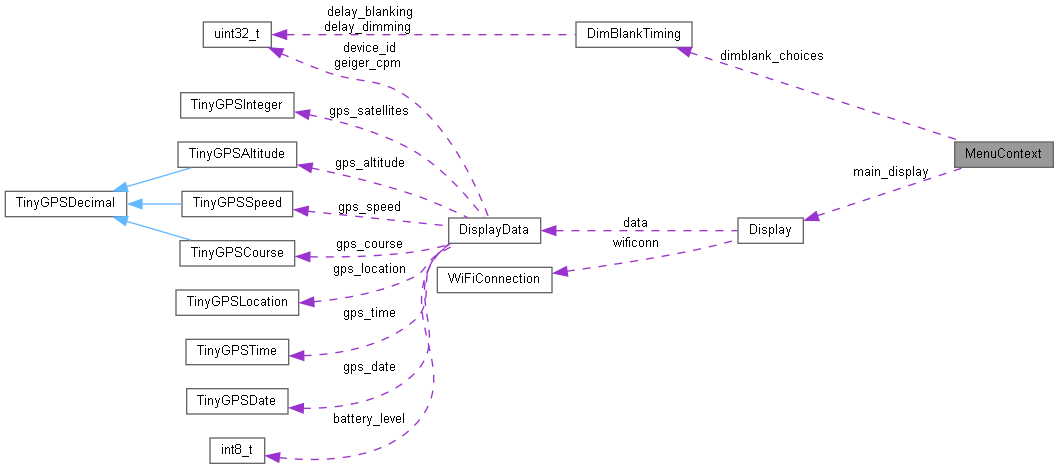 delay_blanking
delay_dimming
uint32_t
DimBlankTiming
device_id
geiger_cpm
dimblank_choices
TinyGPSInteger
gps_satellites
TinyGPSAltitude
gps_altitude
MenuContext
main_display
TinyGPSDecimal
TinyGPSSpeed
gps_speed
data
DisplayData
Display
TinyGPSCourse
gps_course
wificonn
gps_location
WiFiConnection
TinyGPSLocation
gps_time
TinyGPSTime
gps_date
TinyGPSDate
battery_level
int8_t